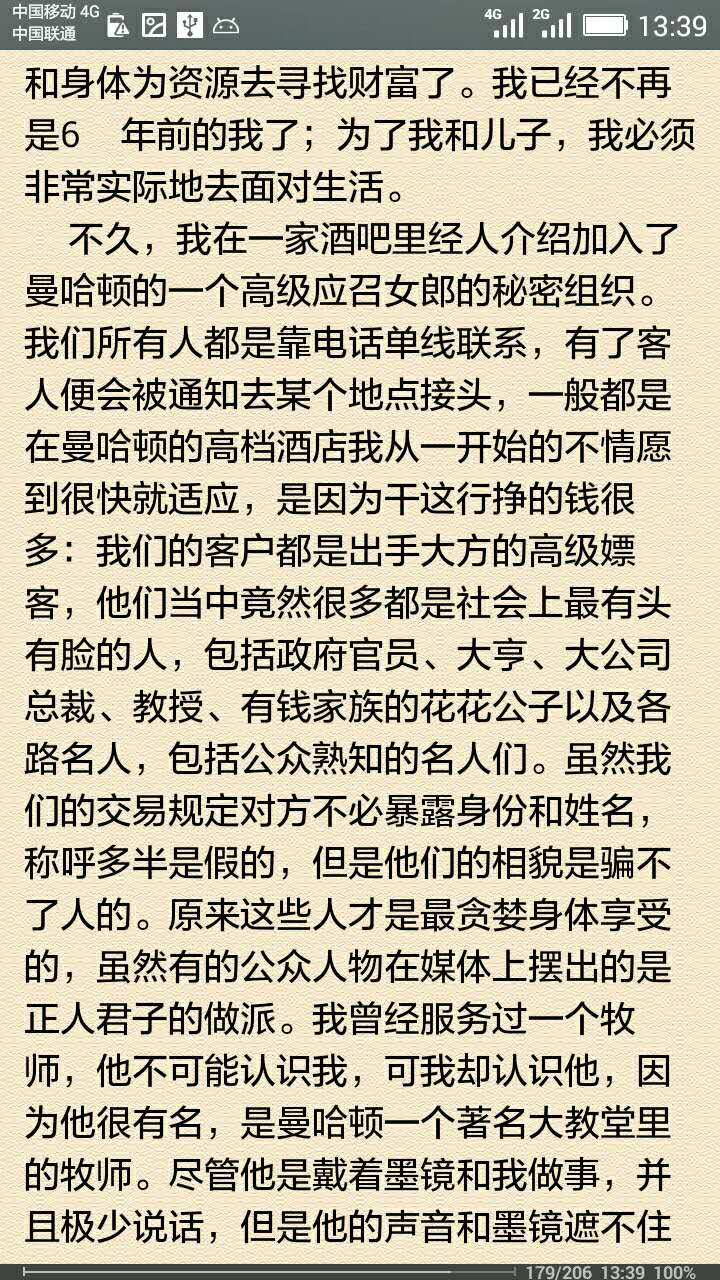 中国移动 4G
中国联通
4G 2G 13:39
和身体为资源去寻找财富了。我已经不再
是6 年前的我了；为了我和儿子，我必须
非常实际地去面对生活。
不久，我在一家酒吧里经人介绍加入了
曼哈顿的一个高级应召女郎的秘密组织。
我们所有人都是靠电话单线联系，有了客
人便会被通知去某个地点接头，一般都是
在曼哈顿的高档酒店我从一开始的不情愿
到很快就适应，是因为干这行挣的钱很
多：我们的客户都是出手大方的高级嫖
客，他们当中竟然很多都是社会上最有头
有脸的人，包括政府官员、大亨、大公司
总裁、教授、有钱家族的花花公子以及各
路名人，包括公众熟知的名人们。虽然我
们的交易规定对方不必暴露身份和姓名，
称呼多半是假的，但是他们的相貌是骗不
了人的。原来这些人才是最贪婪身体享受
的，虽然有的公众人物在媒体上摆出的是
正人君子的做派。我曾经服务过一个牧
师，他不可能认识我，可我却认识他，因
为他很有名，是曼哈顿一个著名大教堂里
的牧师。尽管他是戴着墨镜和我做事，并
且极少说话，但是他的声音和墨镜遮不住
179/206 13:39 100%